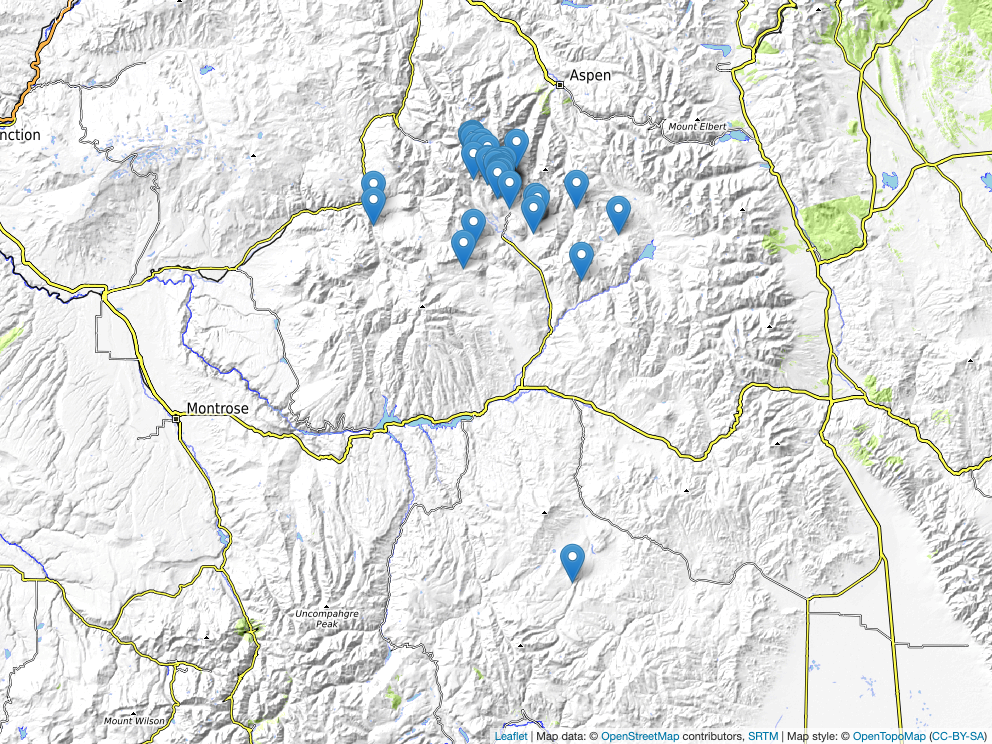 Aspen
Mount Elbert
nction
Montrose
Uncompahgre
Peak
Mount Wilson
Leaflet | Map data: © OpenStreetMap contributors, SRTM | Map style: © OpenTopoMap (CC-BY-SA)